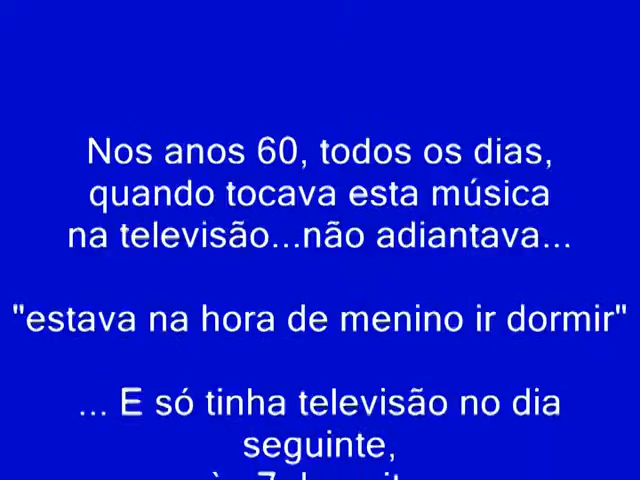 Nos anos 60, todos os dias,
quando tocava esta música
na televisão...não adiantava...
"estava na hora de menino ir dormir"
... E só tinha televisão no dia
seguinte,